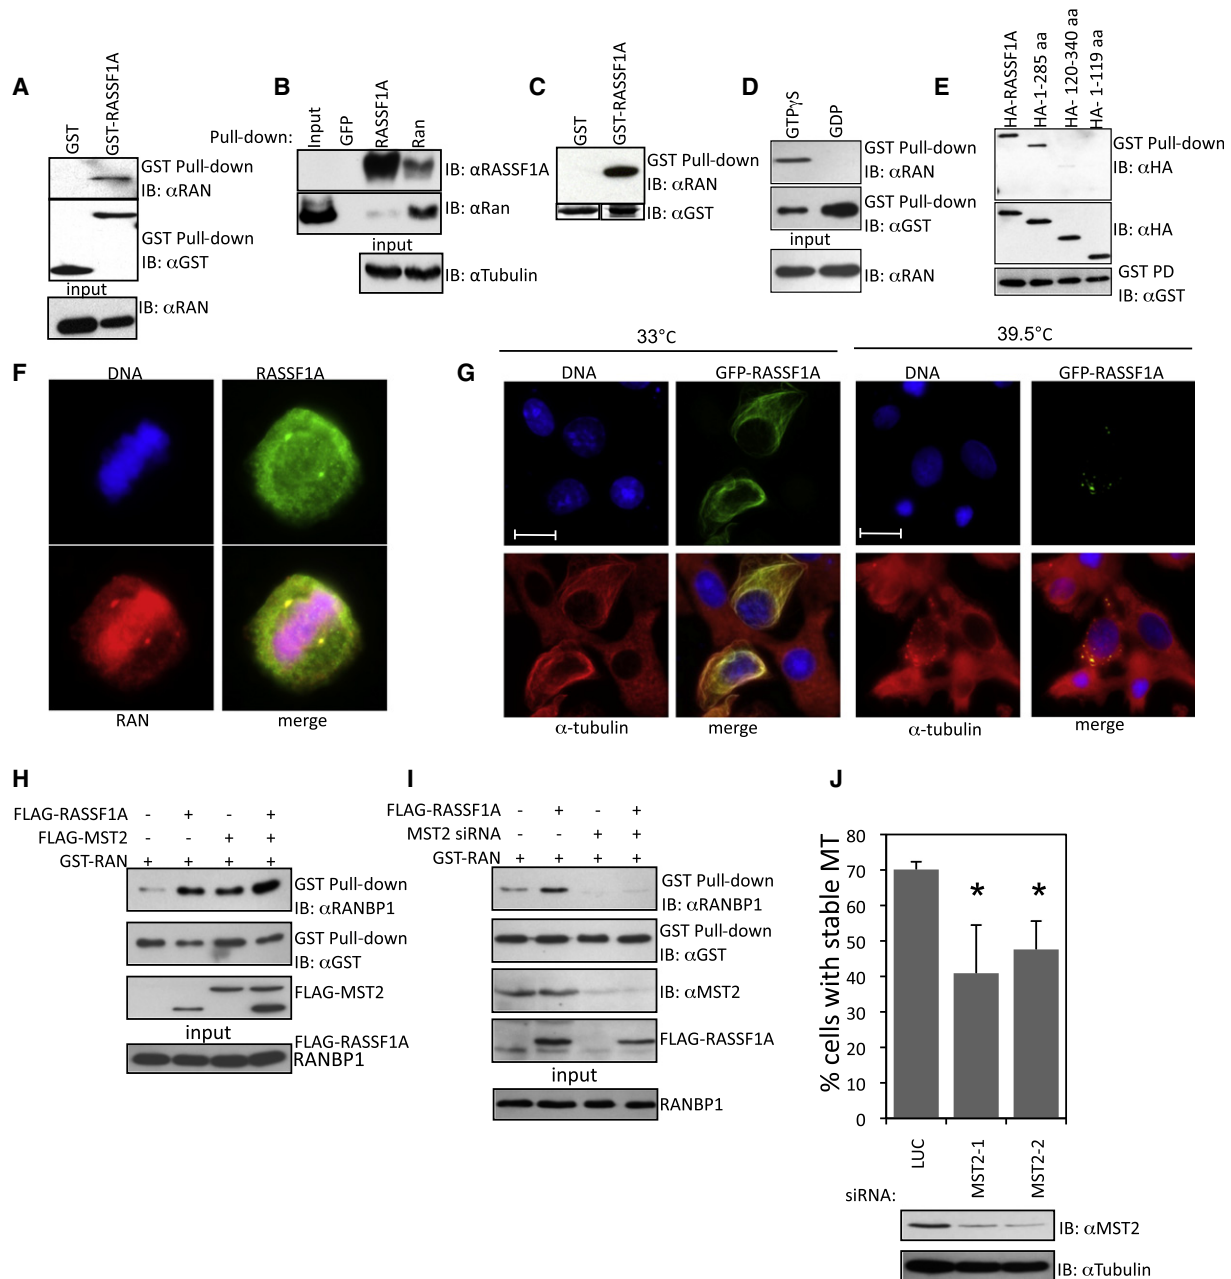 A
GST
GST-RASSF1A
GST Pull-down
IB: αRAN
GST Pull-down
IB: αGST
input
IB: αRAN
B
Pull-down:
Input
GFP
RASSF1A
Ran
IB: αRASSF1A
IB: αRan
input
IB: αTubulin
C
GST
GST-RASSF1A
GST Pull-down
IB: αRAN
IB: αGST
D
GTPγS
GDP
GST Pull-down
IB: αRAN
GST Pull-down
IB: αGST
input
IB: αRAN
E
HA-RASSF1A
HA-1-285 aa
HA- 120-340 aa
HA- 1-119 aa
GST Pull-down
IB: αHA
IB: αHA
GST PD
IB: αGST
F
DNA
RASSF1A
RAN
merge
G
33°C
39.5°C
DNA
GFP-RASSF1A
DNA
GFP-RASSF1A
α-tubulin
merge
α-tubulin
merge
H
FLAG-RASSF1A - + - +
FLAG-MST2 - - + +
GST-RAN + + + +
GST Pull-down
IB: αRANBP1
GST Pull-down
IB: αGST
FLAG-MST2
input
FLAG-RASSF1A
RANBP1
I
FLAG-RASSF1A - + - +
MST2 siRNA - - + +
GST-RAN + + + +
GST Pull-down
IB: αRANBP1
GST Pull-down
IB: αGST
IB: αMST2
FLAG-RASSF1A
input
RANBP1
J
% cells with stable MT
80
70
60
50
40
30
20
10
0
* *
siRNA:
LUC
MST2-1
MST2-2
IB: αMST2
IB: αTubulin